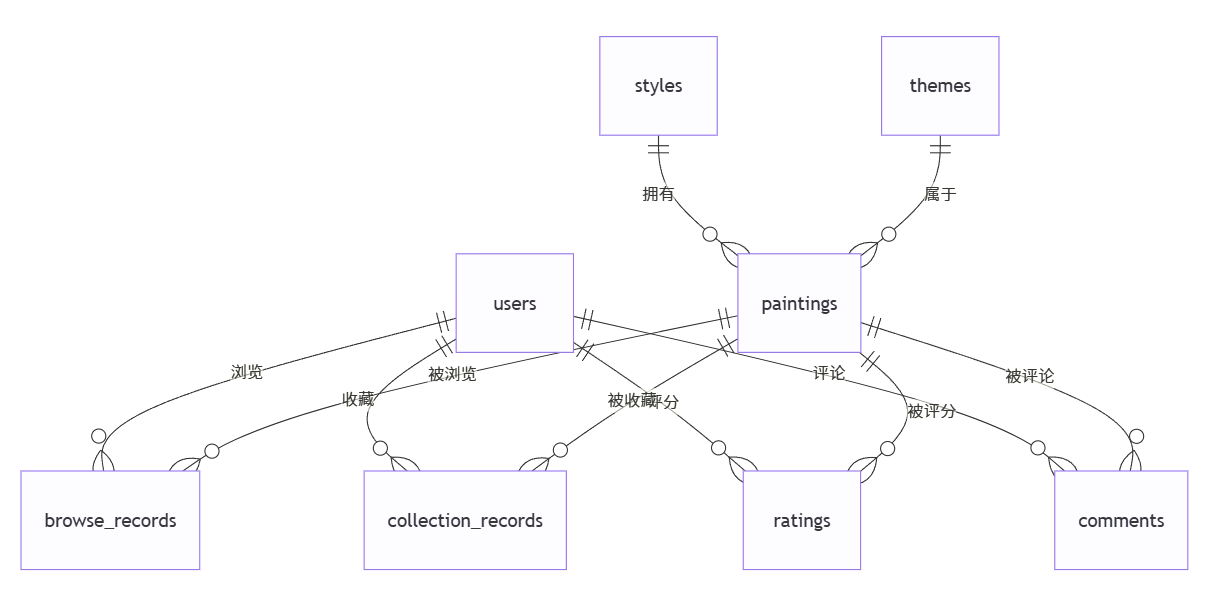 styles
themes
拥有
属于
users
paintings
浏览
被浏览
评论
被评论
收藏
被收藏
评分
被评分
browse_records
collection_records
ratings
comments